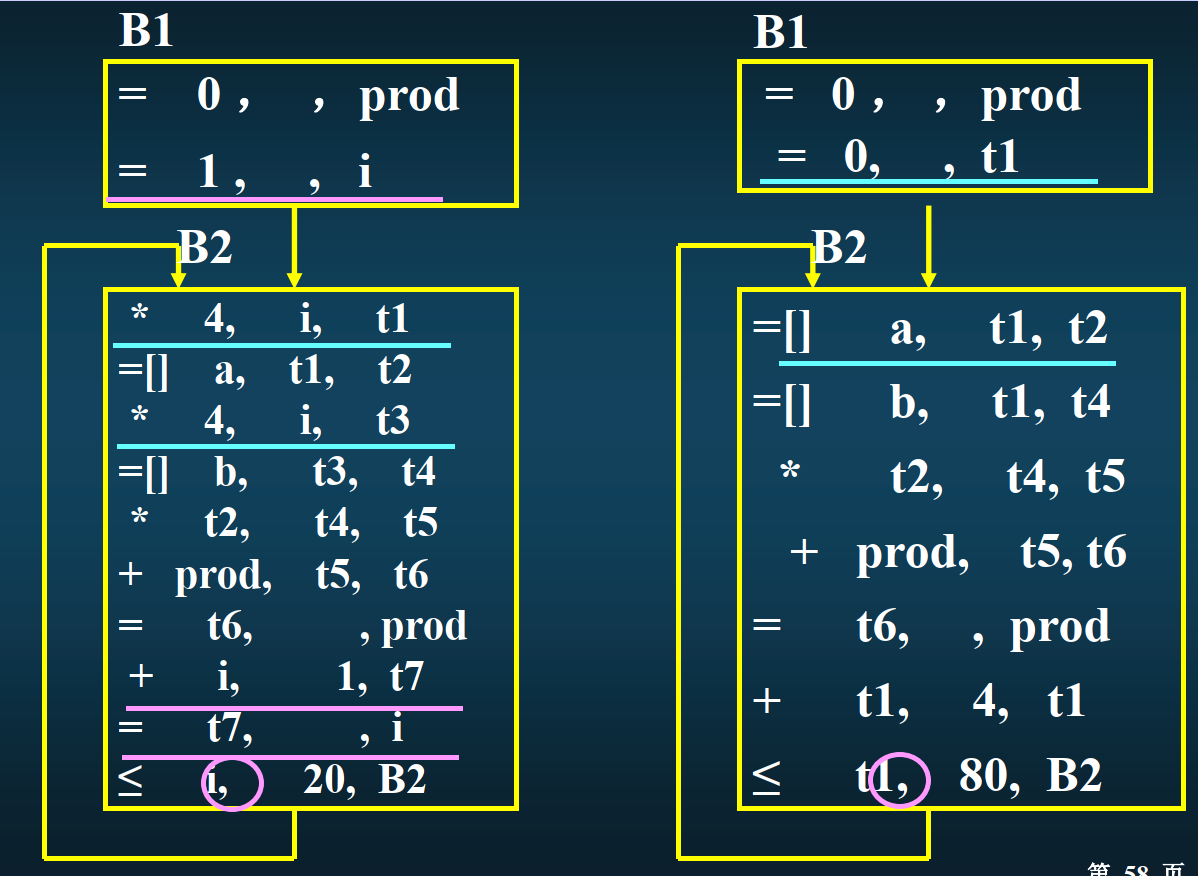 B1
= 0 , , prod
= 1 , , i
B2
* 4, i, t1
=[] a, t1, t2
* 4, i, t3
=[] b, t3, t4
* t2, t4, t5
+ prod, t5, t6
= t6, , prod
+ i, 1, t7
= t7, , i
≤ i, 20, B2
B1
= 0 , , prod
= 0, , t1
B2
=[] a, t1, t2
=[] b, t1, t4
* t2, t4, t5
+ prod, t5, t6
= t6, , prod
+ t1, 4, t1
≤ t1, 80, B2
第 58 页